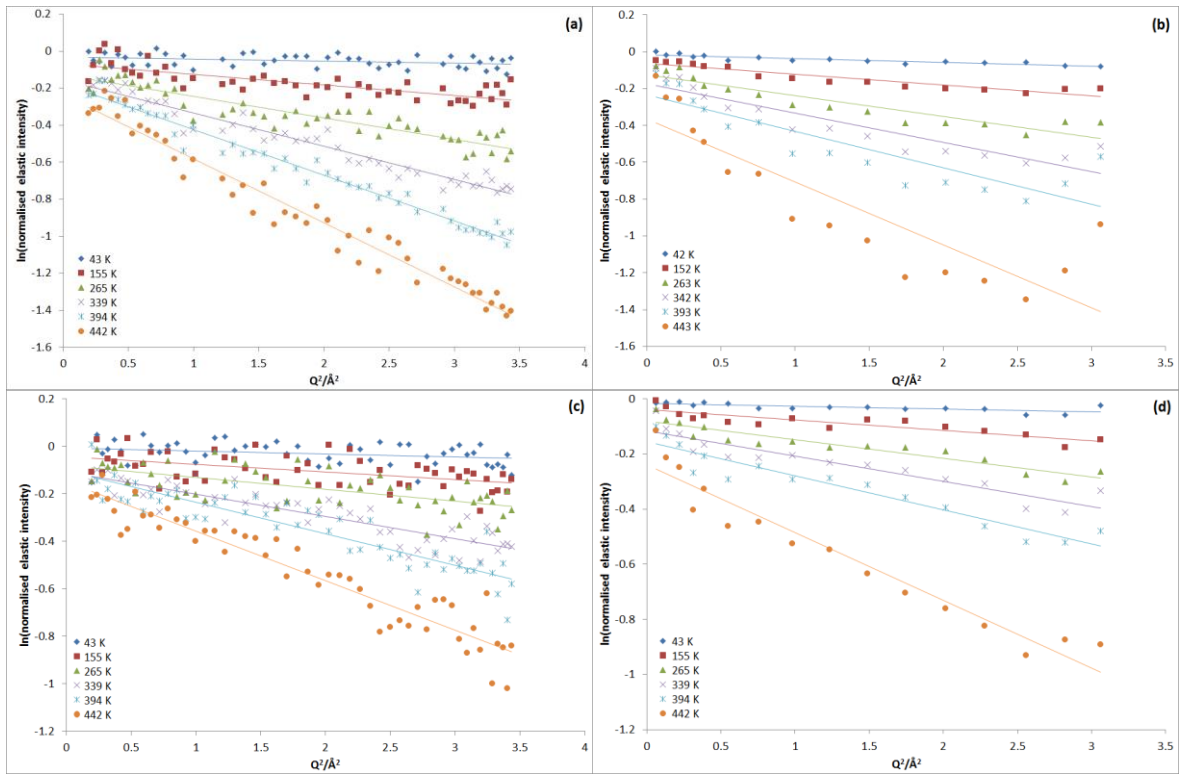 (a)
ln(normalised elastic intensity)
0.2
0
-0.2
-0.4
-0.6
-0.8
-1
-1.2
-1.4
-1.6
43 K
155 K
265 K
339 K
394 K
442 K
0 0.5 1 1.5 2 2.5 3 3.5 4
Q²/Å²
(b)
ln(normalised elastic intensity)
0.2
0
-0.2
-0.4
-0.6
-0.8
-1
-1.2
-1.4
-1.6
42 K
152 K
263 K
342 K
393 K
443 K
0 0.5 1 1.5 2 2.5 3 3.5
Q²/Å²
(c)
ln(normalised elastic intensity)
0.2
0
-0.2
-0.4
-0.6
-0.8
-1
-1.2
43 K
155 K
265 K
339 K
394 K
442 K
0 0.5 1 1.5 2 2.5 3 3.5 4
Q²/Å²
(d)
ln(normalised elastic intensity)
0
-0.2
-0.4
-0.6
-0.8
-1
-1.2
43 K
155 K
265 K
339 K
394 K
442 K
0 0.5 1 1.5 2 2.5 3 3.5
Q²/Å²